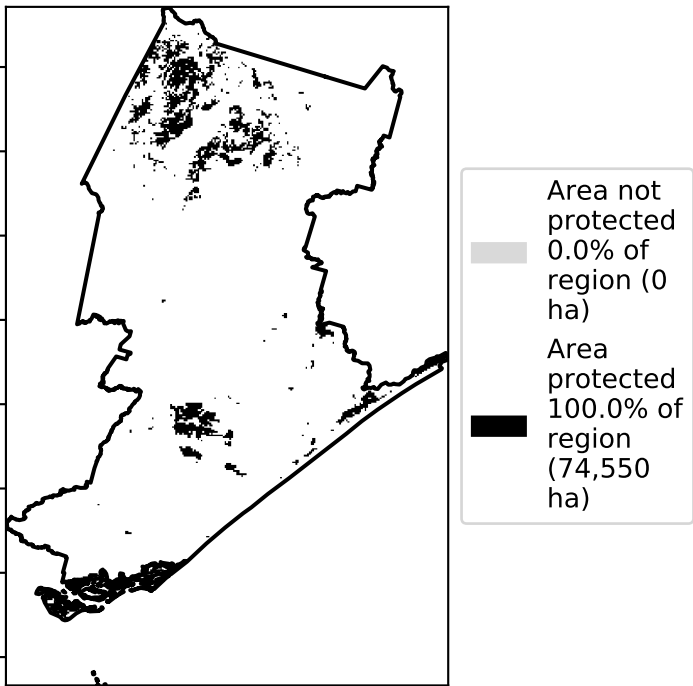 Area not
protected
0.0% of
region (0
ha)
Area
protected
100.0% of
region
(74,550
ha)